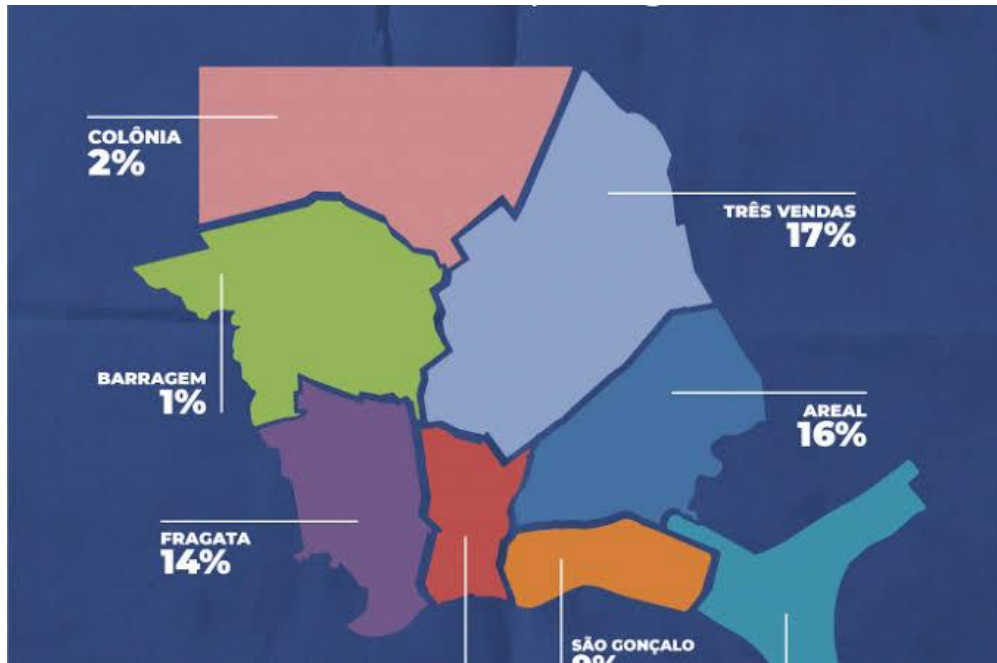 COLÔNIA
2%
TRÊS VENDAS
17%
BARRAGEM
1%
AREAL
16%
FRAGATA
14%
SÃO GONÇALO